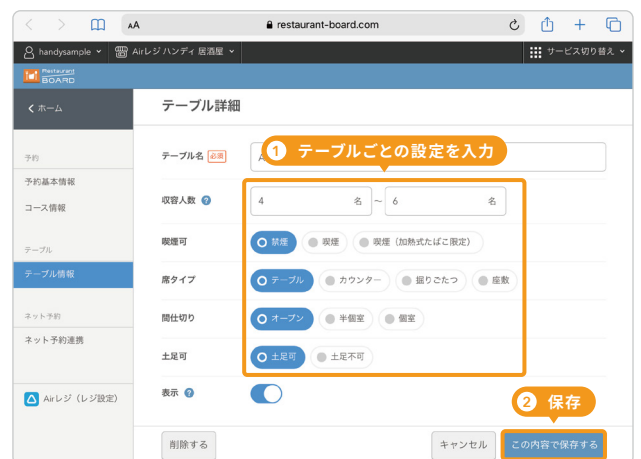 AA restaurant-board.com
handysample Airレジ ハンディ 居酒屋 サービス切り替え
Restaurant BOARD
ホーム
テーブル詳細
予約
予約基本情報
コース情報
テーブル
テーブル情報
ネット予約
ネット予約連携
Airレジ（レジ設定）
テーブル名 必須 A
1 テーブルごとの設定を入力
収容人数 ? 4 名 ~ 6 名
喫煙可 禁煙 喫煙 喫煙（加熱式たばこ限定）
席タイプ テーブル カウンター 掘りごたつ 座敷
間仕切り オープン 半個室 個室
土足可 土足可 土足不可
表示 ?
2 保存
削除する キャンセル この内容で保存する